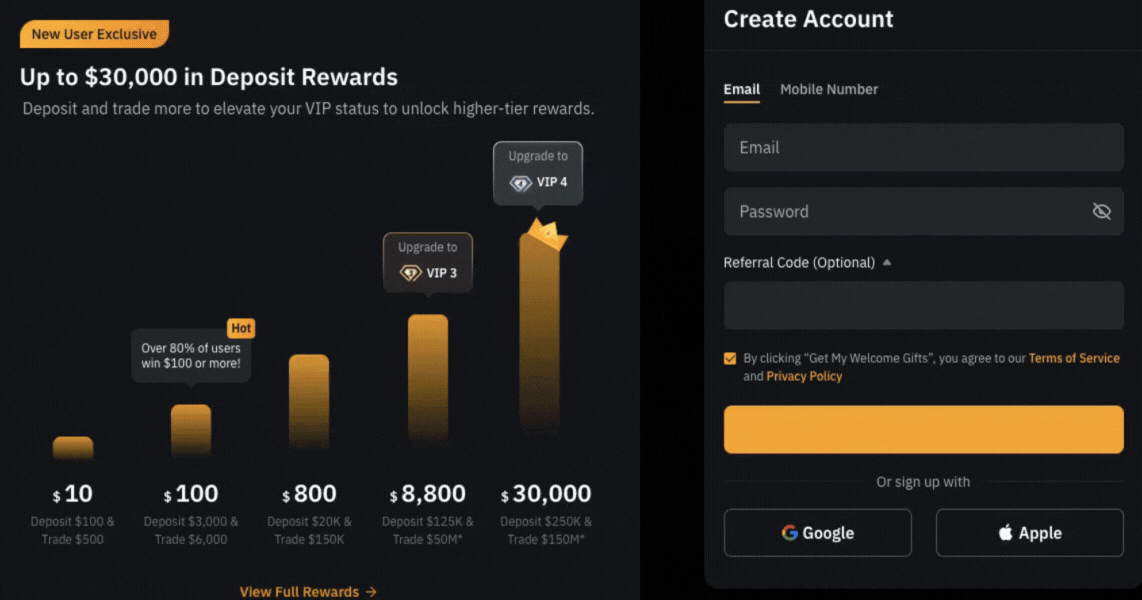 New User Exclusive
Up to $30,000 in Deposit Rewards
Deposit and trade more to elevate your VIP status to unlock higher-tier rewards.
Upgrade to
VIP 4
Upgrade to
VIP 3
Hot
Over 80% of users
win $100 or more!
$ 10
$ 100
$ 800
$ 8,800
$ 30,000
Deposit $100 &
Trade $500
Deposit $3,000 &
Trade $6,000
Deposit $20K &
Trade $150K
Deposit $125K &
Trade $50M*
Deposit $250K &
Trade $150M*
View Full Rewards →
Create Account
Email
Mobile Number
Email
Password
Referral Code (Optional)
By clicking “Get My Welcome Gifts”, you agree to our Terms of Service
and Privacy Policy
Or sign up with
Google
Apple